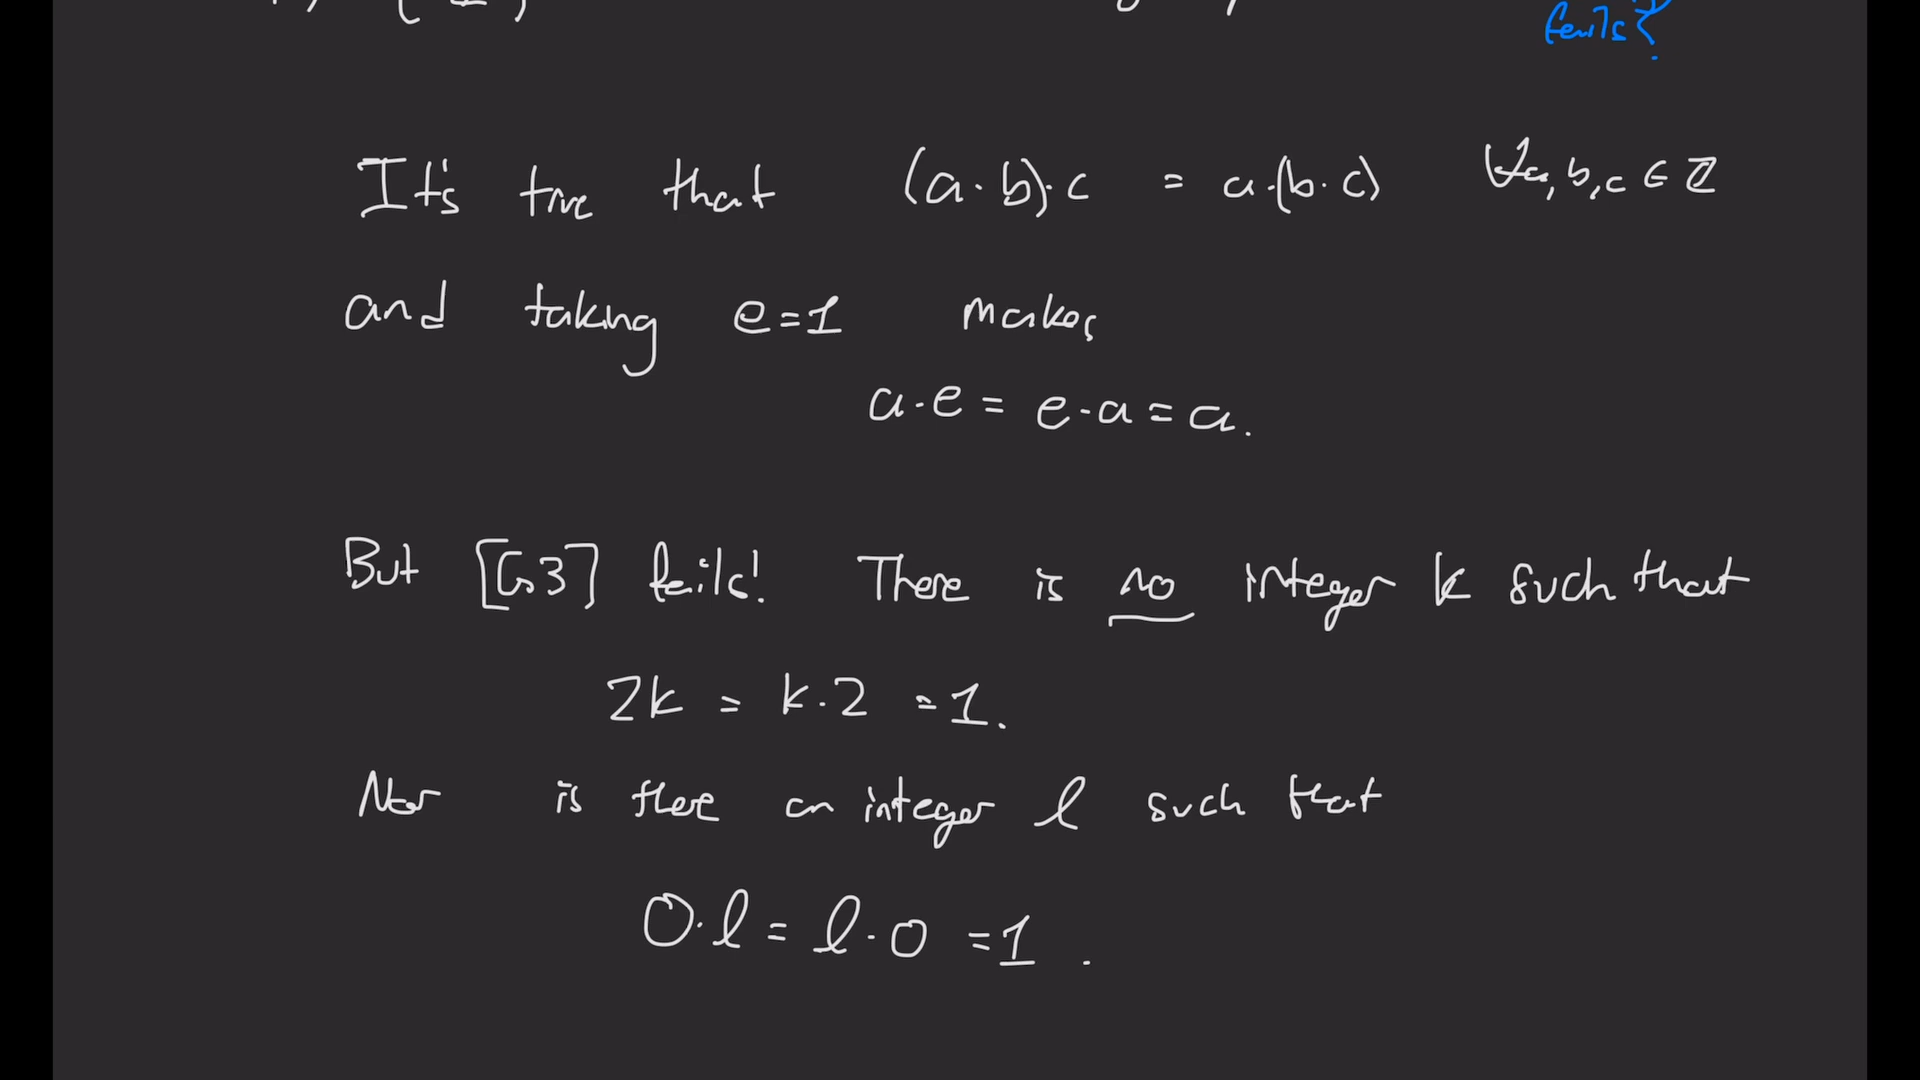 fails?
It's true that (a·b)·c = a·(b·c) ∀a,b,c ∈ ℤ
and taking e=1 makes
a·e = e·a = a.
But [G3] fails! There is no integer k such that
2k = k·2 = 1.
Nor is there an integer l such that
0·l = l·0 = 1.